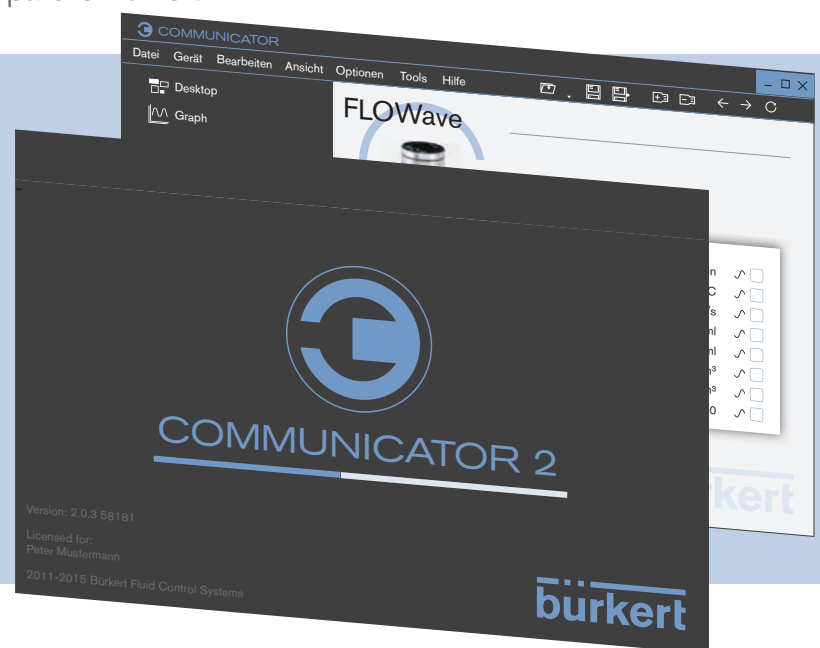 COMMUNICATOR
Datei Gerät Bearbeiten Ansicht Optionen Tools Hilfe
Desktop
Graph
FLOWave
COMMUNICATOR 2
Version: 2.0.3 58181
Licensed for:
Peter Mustermann
2011-2015 Bürkert Fluid Control Systems
bürkert